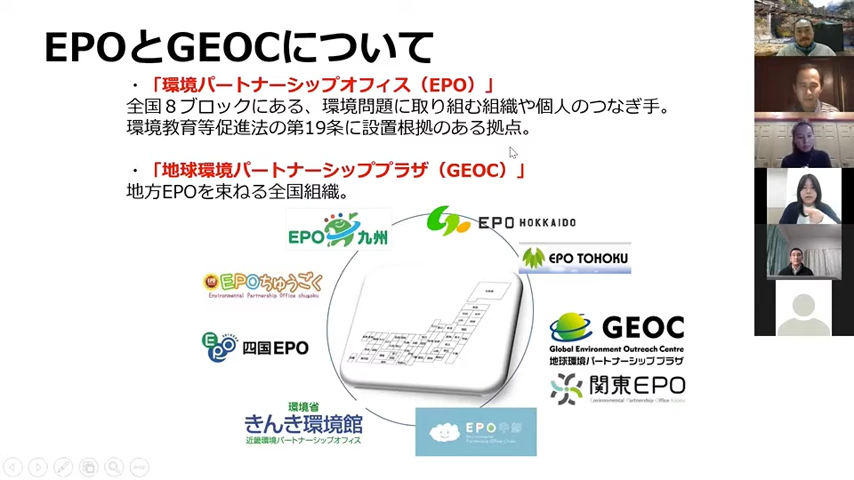 EPOとGEOCについて
・「環境パートナーシップオフィス（EPO）」
全国８ブロックにある、環境問題に取り組む組織や個人のつなぎ手。
環境教育等促進法の第19条に設置根拠のある拠点。
・「地球環境パートナーシッププラザ（GEOC）」
地方EPOを束ねる全国組織。
EPO 九州
EPO HOKKAIDO
EPO TOHOKU
EPOちゅうごく
Environmental Partnership Office chugoku
EPO 四国EPO
GEOC
Global Environment Outreach Centre
地球環境パートナーシッププラザ
関東EPO
Environmental Partnership Office Kanto
環境省
きんき環境館
近畿環境パートナーシップオフィス
EPO中部
Environmental
Partnership Office Chubu